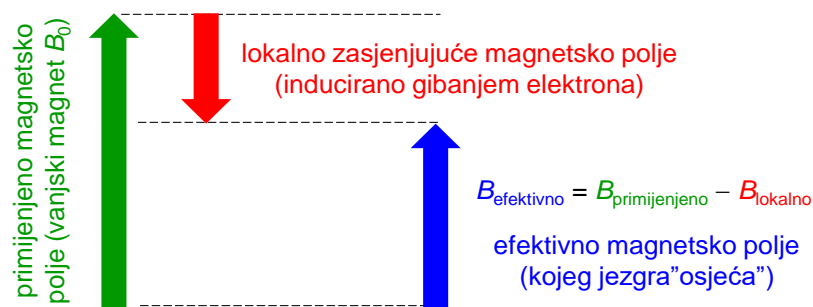 primijenjeno magnetsko
polje (vanjski magnet B₀)
lokalno zasjenjujuće magnetsko polje
(inducirano gibanjem elektrona)
Befektivno = Bprimijenjeno − Blokalno
efektivno magnetsko polje
(kojeg jezgra”osjeća”)